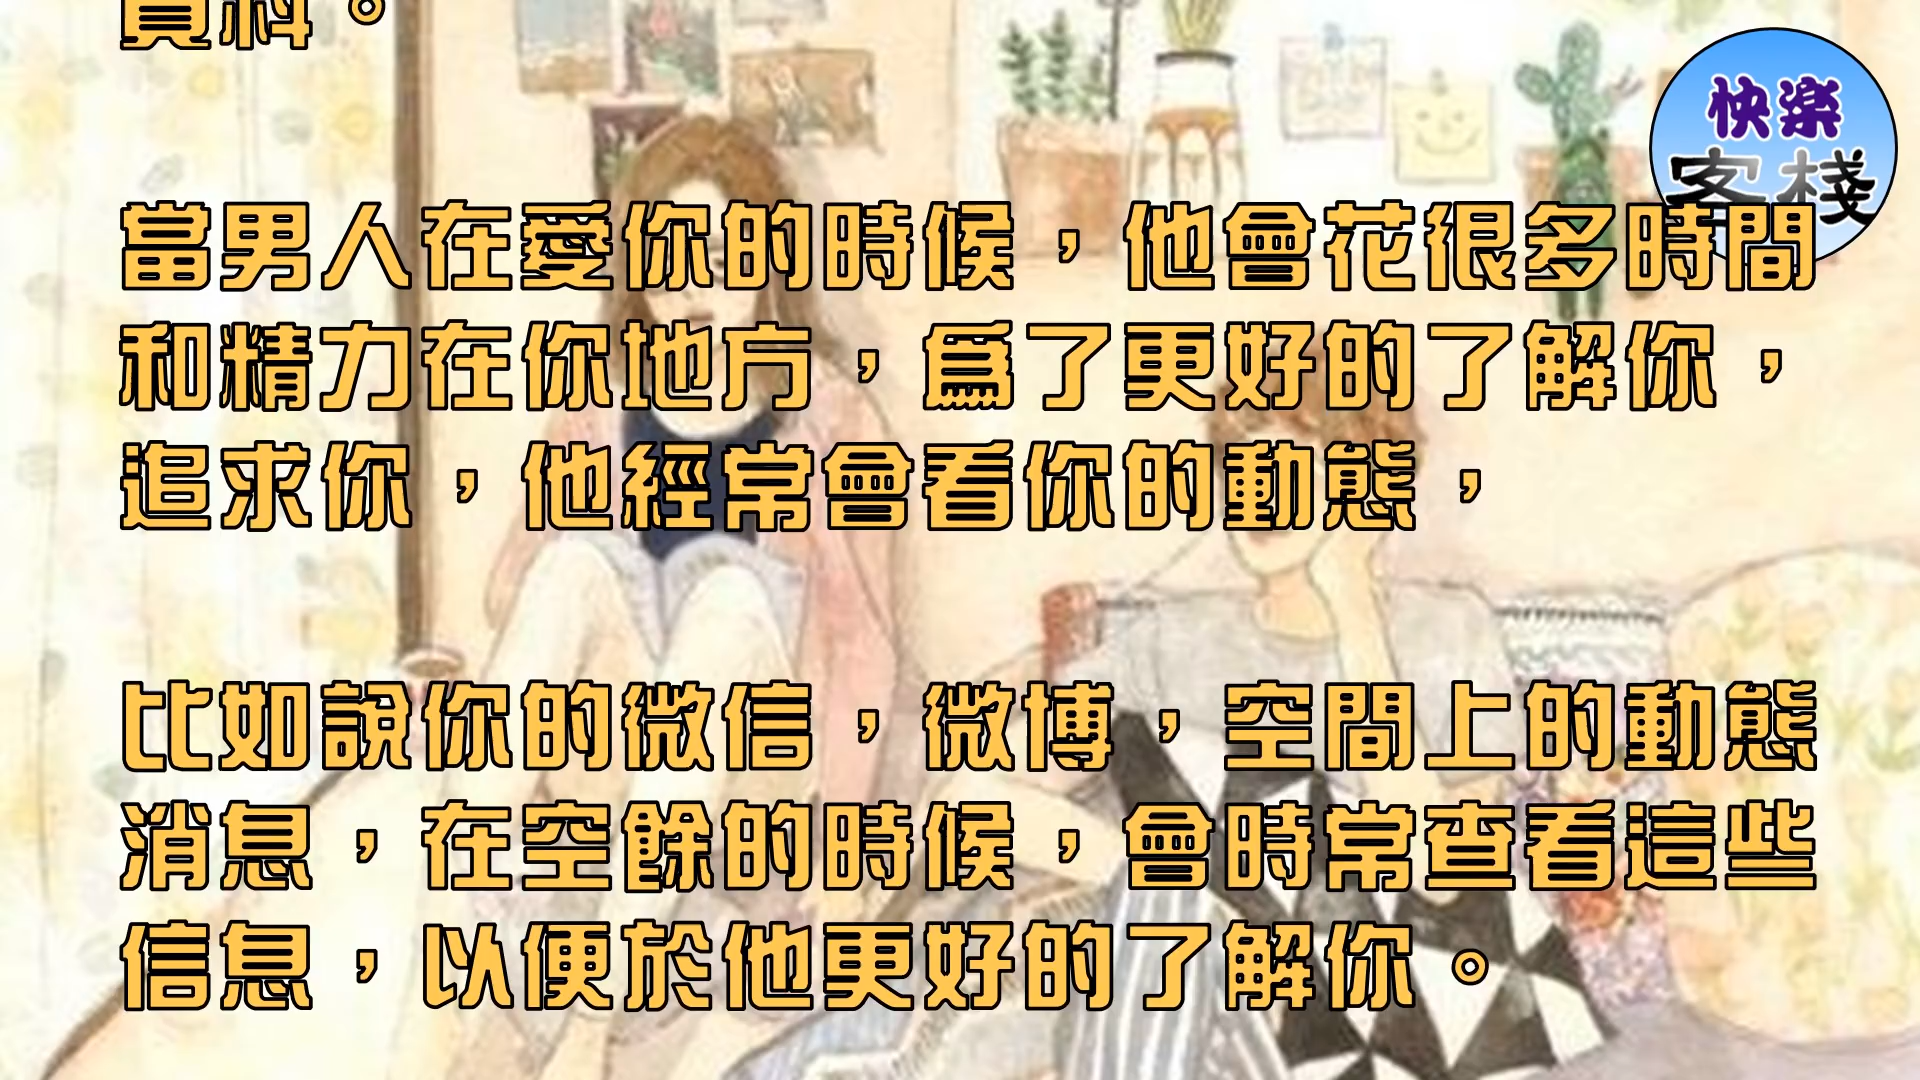 資料。
快楽
客棧
當男人在愛你的時候，他會花很多時間
和精力在你地方，為了更好的了解你，
追求你，他經常會看你的動態，
比如說你的微信，微博，空間上的動態
消息，在空餘的時候，會時常查看這些
信息，以便於他更好的了解你。